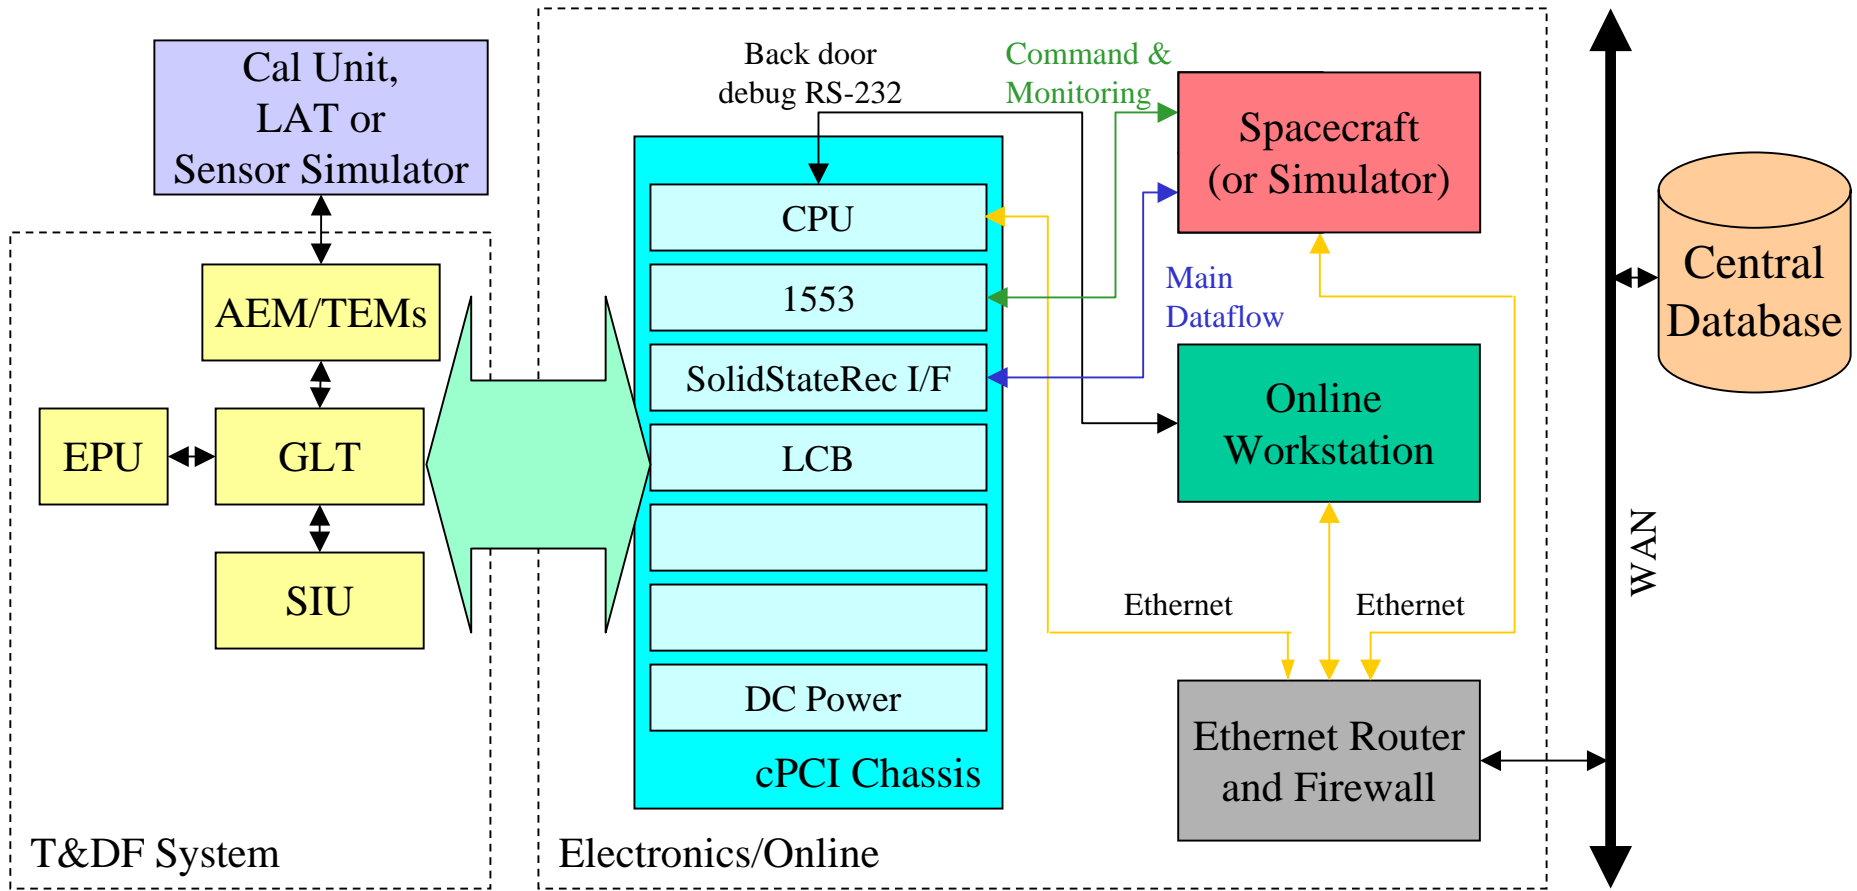 Cal Unit,
LAT or
Sensor Simulator
AEM/TEMs
EPU
GLT
SIU
T&DF System
Back door
debug RS-232
Command &
Monitoring
CPU
1553
SolidStateRec I/F
LCB
DC Power
cPCI Chassis
Spacecraft
(or Simulator)
Main
Dataflow
Online
Workstation
Ethernet
Ethernet
Ethernet Router
and Firewall
Electronics/Online
WAN
Central
Database